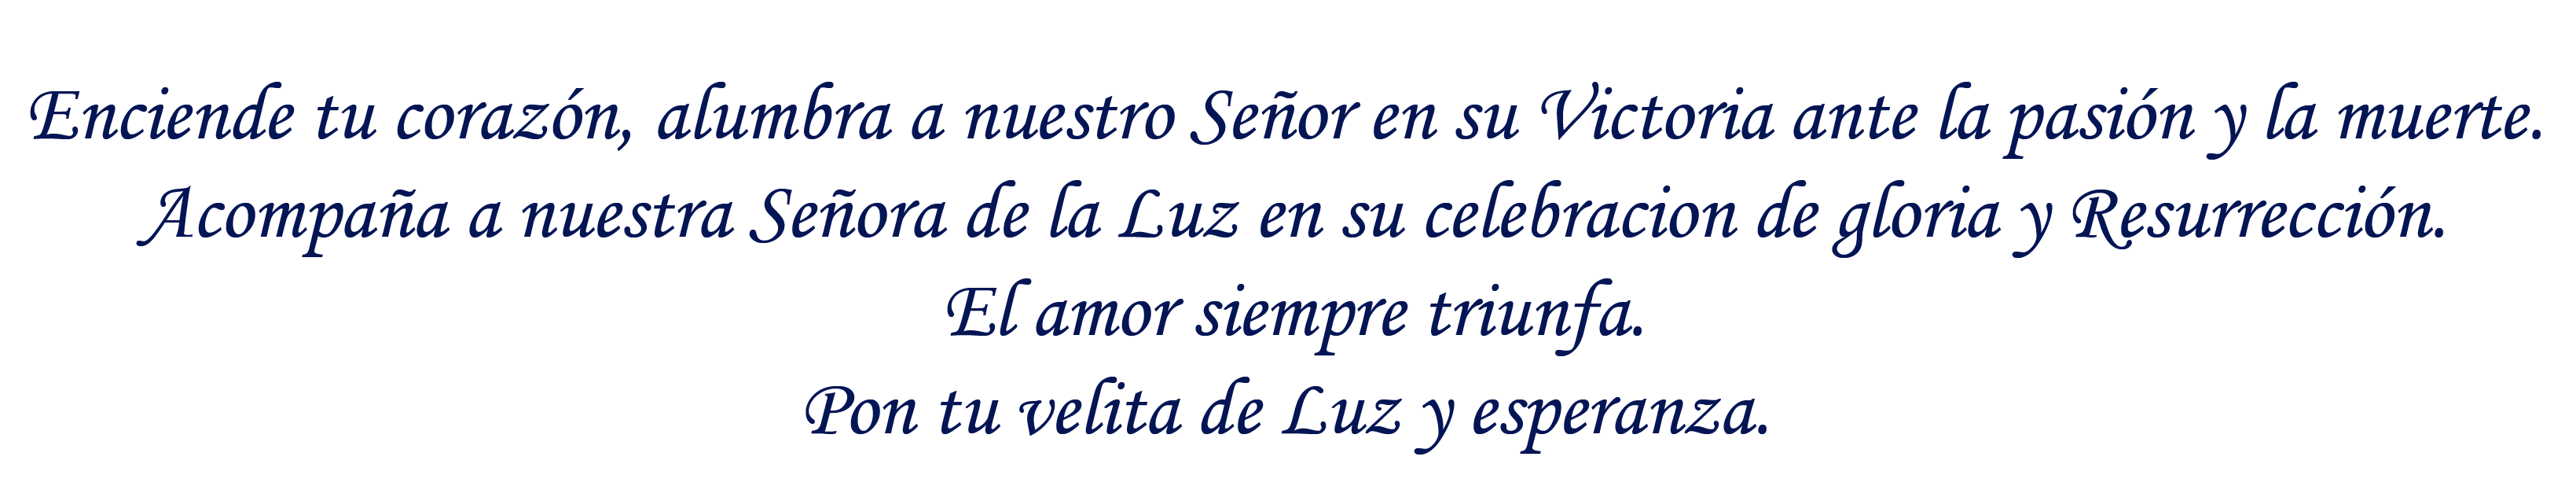 Enciende tu corazón, alumbra a nuestro Señor en su Victoria ante la pasión y la muerte.
Acompaña a nuestra Señora de la Luz en su celebracion de gloria y Resurrección.
El amor siempre triunfa.
Pon tu velita de Luz y esperanza.